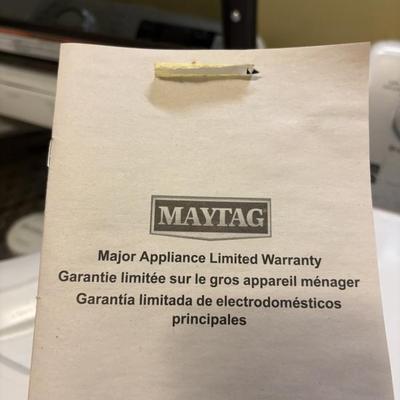 MAYTAG
Major Appliance Limited Warranty
Garantie limitée sur le gros appareil ménager
Garantía limitada de electrodomésticos
principales